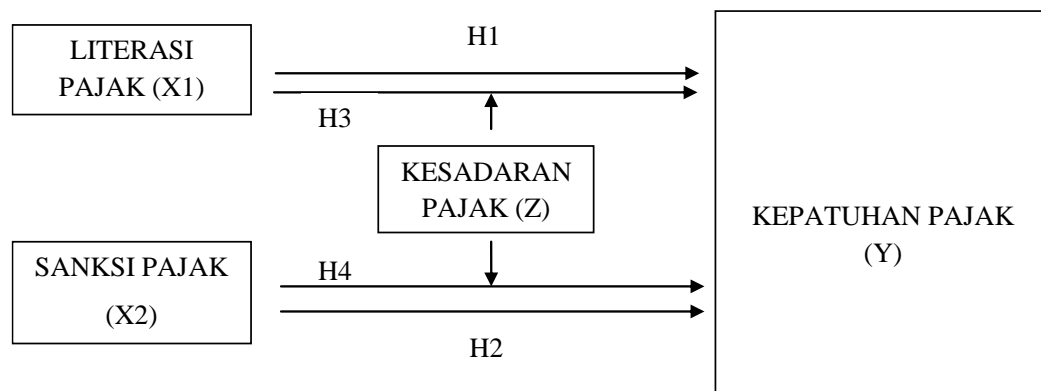 LITERASI
PAJAK (X1)
H1
H3
KESADARAN
PAJAK (Z)
KEPATUHAN PAJAK
(Y)
SANKSI PAJAK
(X2)
H4
H2